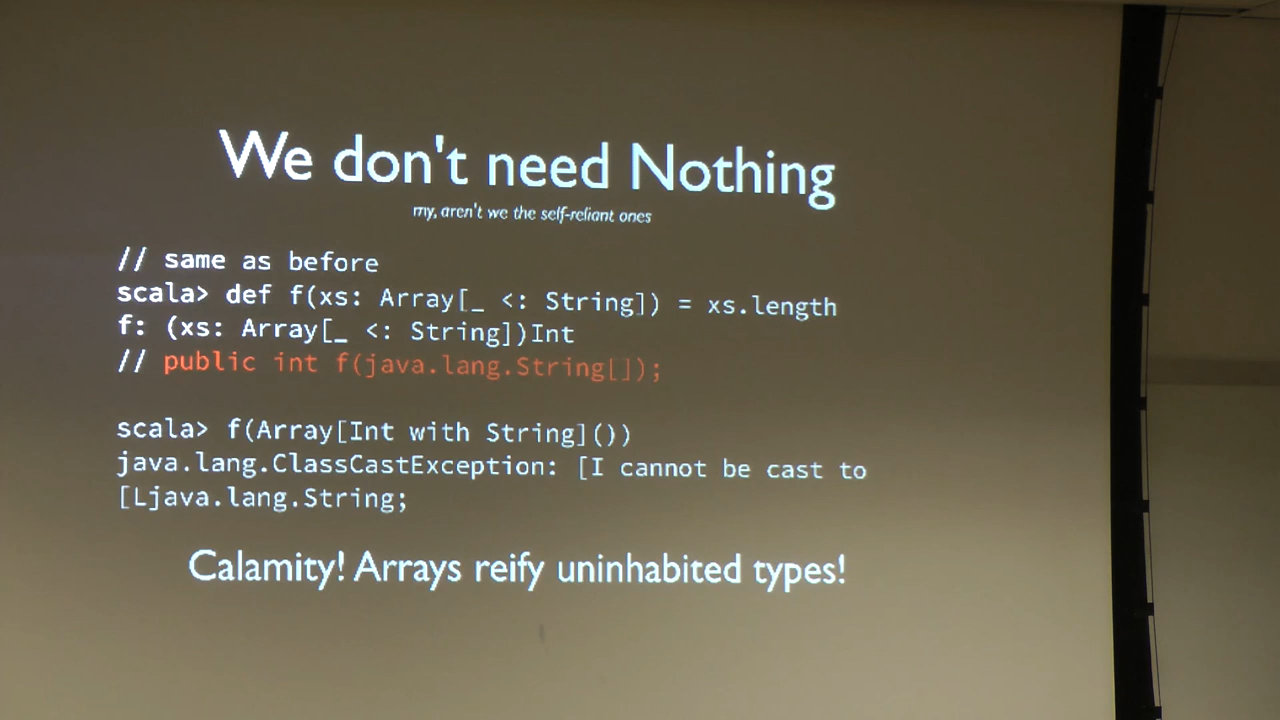 We don't need Nothing
my, aren't we the self-reliant ones
// same as before
scala> def f(xs: Array[_ <: String]) = xs.length
f: (xs: Array[_ <: String])Int
// public int f(java.lang.String[]);
scala> f(Array[Int with String]())
java.lang.ClassCastException: [I cannot be cast to
[Ljava.lang.String;
Calamity! Arrays reify uninhabited types!